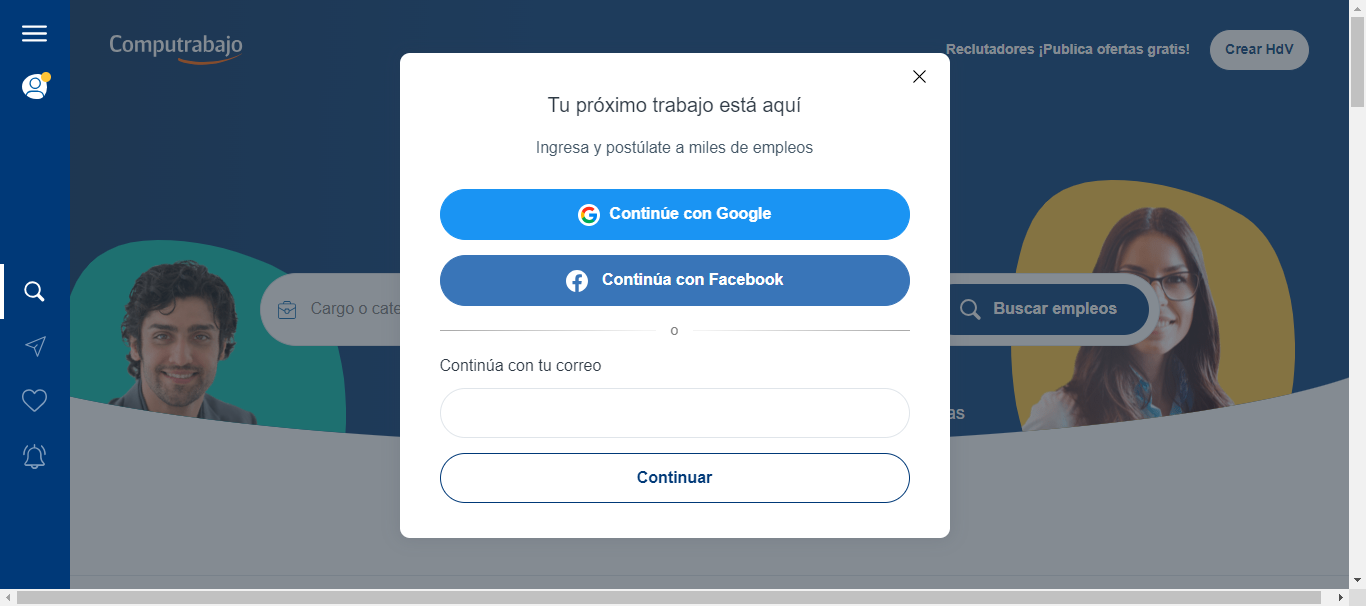 Computrabajo
Reclutadores ¡Publica ofertas gratis!
Crear HdV
Tu próximo trabajo está aquí
Ingresa y postúlate a miles de empleos
Continúe con Google
Continúa con Facebook
Cargo o cate
Buscar empleos
o
Continúa con tu correo
as
Continuar